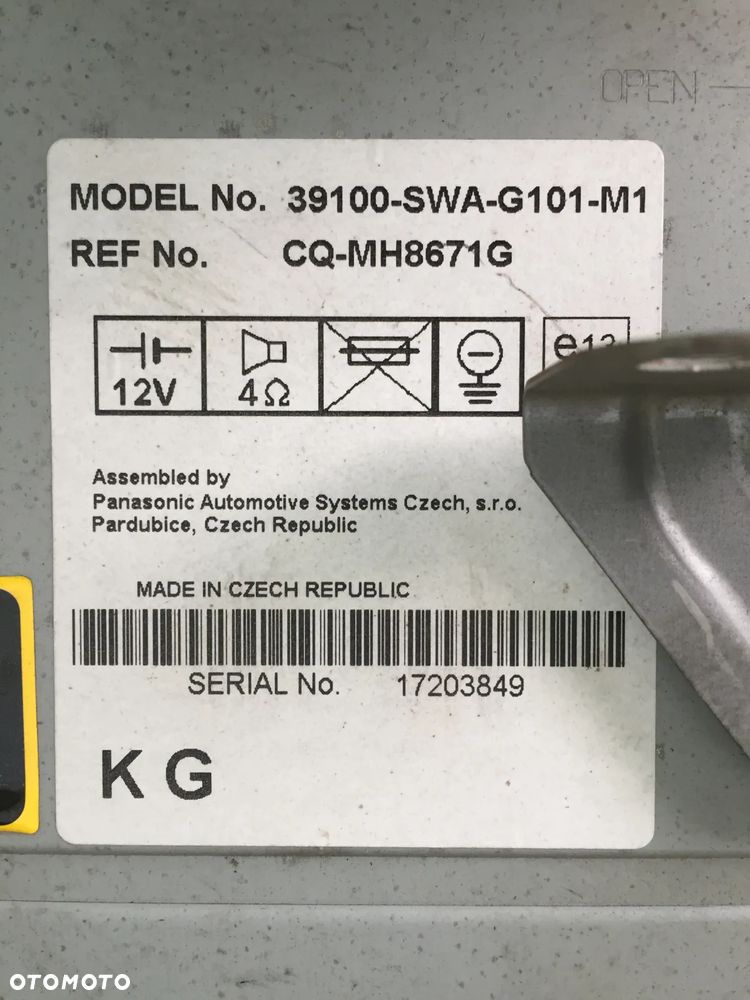 OPEN
MODEL No. 39100-SWA-G101-M1
REF No. CQ-MH8671G
12V
4Ω
Assembled by
Panasonic Automotive Systems Czech, s.r.o.
Pardubice, Czech Republic
MADE IN CZECH REPUBLIC
SERIAL No. 17203849
K G
OTOMOTO